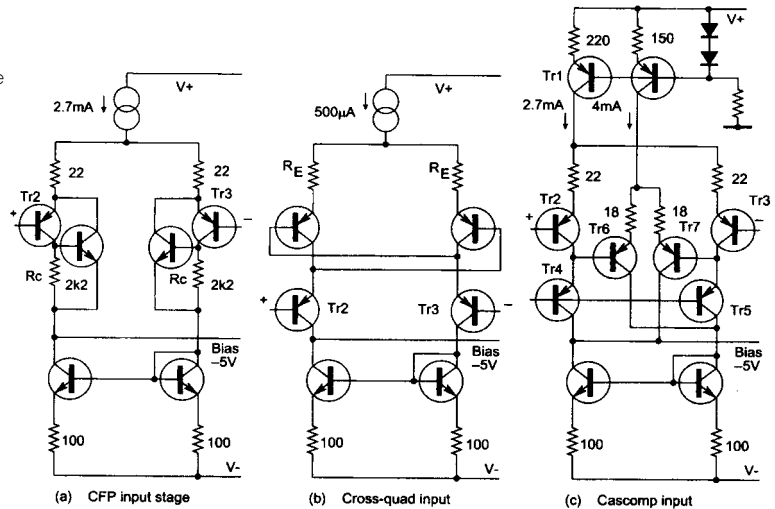 e
V+
2.7mA
22
22
Tr2
Tr3
+
−
Rc
2k2
Rc
2k2
Bias
–5V
100
100
V-
(a) CFP input stage
V+
500µA
RE
RE
+
Tr2
Tr3
−
Bias
–5V
100
100
V-
(b) Cross-quad input
V+
220
150
Tr1
2.7mA
4mA
22
22
Tr2
Tr3
+
−
18
18
Tr6
Tr7
Tr4
Tr5
Bias
–5V
100
100
V-
(c) Cascomp input